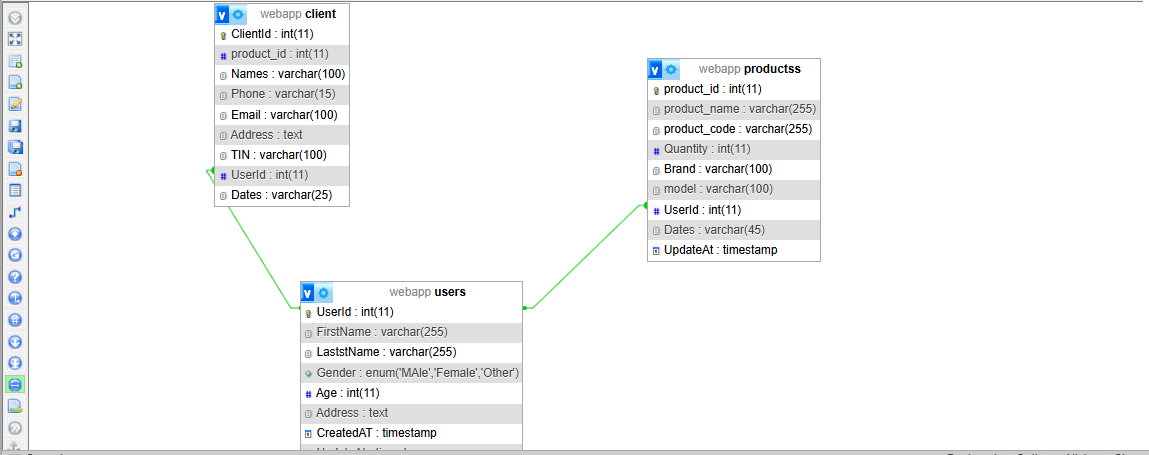 webapp client
ClientId : int(11)
product_id : int(11)
Names : varchar(100)
Phone : varchar(15)
Email : varchar(100)
Address : text
TIN : varchar(100)
UserId : int(11)
Dates : varchar(25)
webapp productss
product_id : int(11)
product_name : varchar(255)
product_code : varchar(255)
Quantity : int(11)
Brand : varchar(100)
model : varchar(100)
UserId : int(11)
Dates : varchar(45)
UpdateAt : timestamp
webapp users
UserId : int(11)
FirstName : varchar(255)
LaststName : varchar(255)
Gender : enum('MAle','Female','Other')
Age : int(11)
Address : text
CreatedAT : timestamp